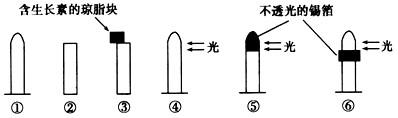 含生长素的琼脂块
不透光的锡箔
光
光
光
① ② ③ ④ ⑤ ⑥